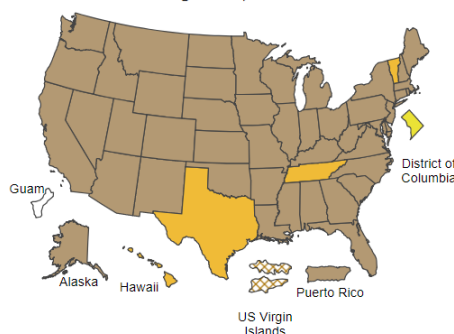 District of
Columbia
Guam
Alaska
Hawaii
Puerto Rico
US Virgin
Islands